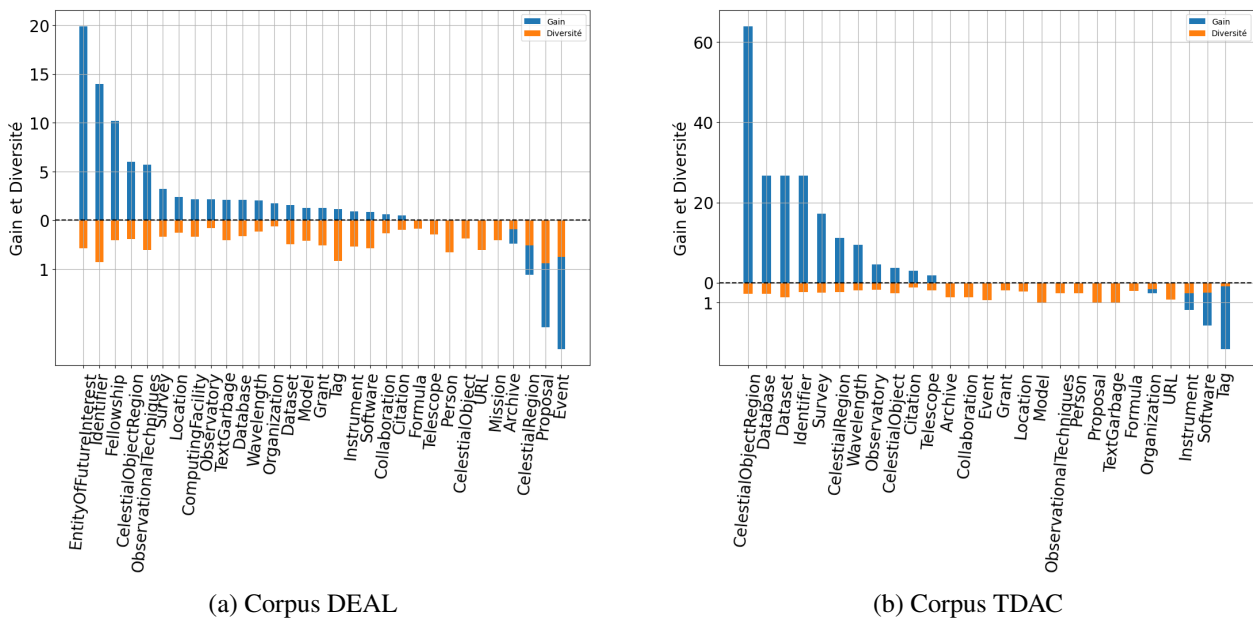 Gain
Diversité
Gain et Diversité
20
15
10
5
0
1
EntityOfFutureInterest
Identifier
Fellowship
CelestialObjectRegion
ObservationalTechniques
Survey
Location
ComputingFacility
Observatory
TextGarbage
Database
Wavelength
Organization
Dataset
Model
Grant
Tag
Instrument
Software
Collaboration
Citation
Formula
Telescope
Person
CelestialObject
URL
Mission
Archive
CelestialRegion
Proposal
Event
(a) Corpus DEAL
Gain
Diversité
Gain et Diversité
60
40
20
0
1
CelestialObjectRegion
Database
Dataset
Identifier
Survey
CelestialRegion
Wavelength
Observatory
CelestialObject
Citation
Telescope
Archive
Collaboration
Event
Grant
Location
Model
ObservationalTechniques
Person
Proposal
TextGarbage
Formula
Organization
URL
Instrument
Software
Tag
(b) Corpus TDAC